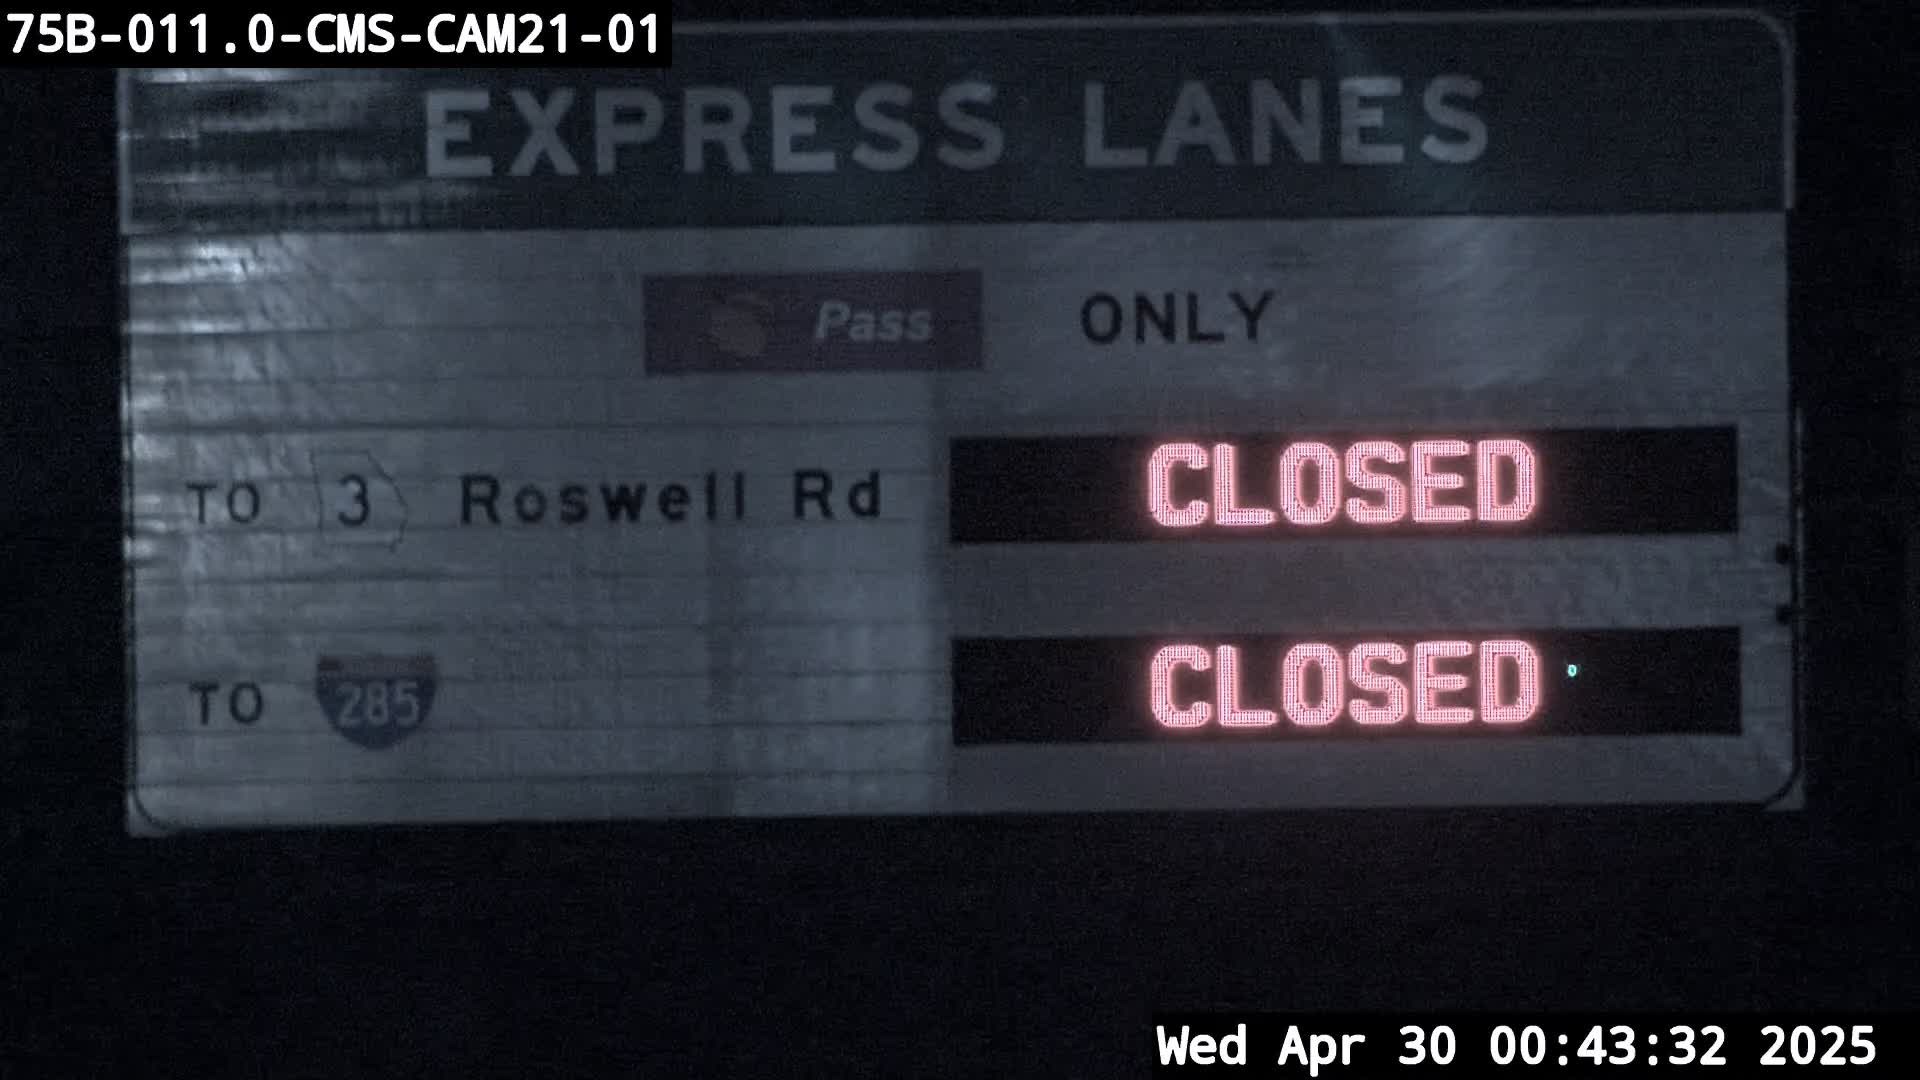 75B-011.0-CMS-CAM21-01
EXPRESS LANES
Pass ONLY
TO 3 Roswell Rd CLOSED
TO 285 CLOSED
Wed Apr 30 00:43:32 2025